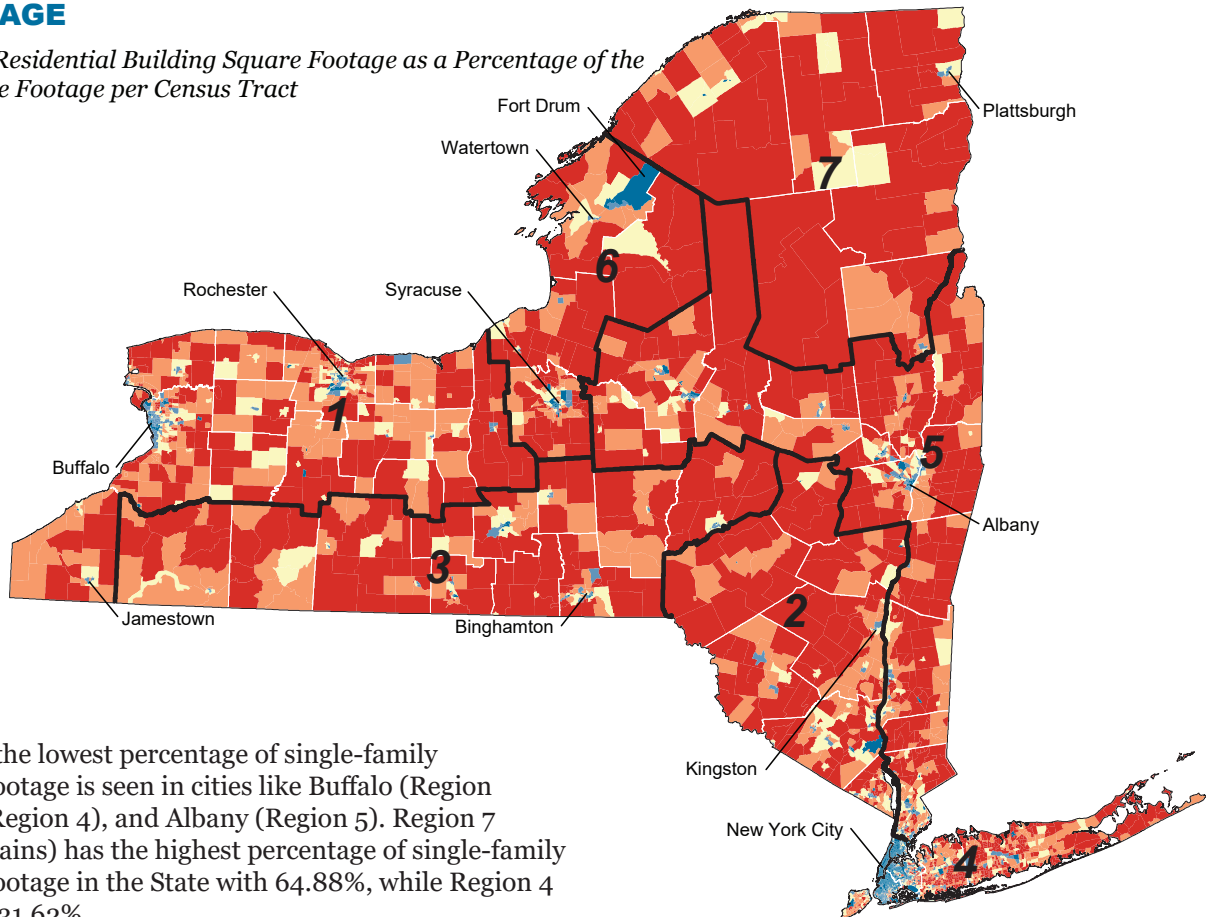 AGE
Residential Building Square Footage as a Percentage of the
e Footage per Census Tract
Fort Drum
Plattsburgh
Watertown
7
6
Rochester
Syracuse
1
5
Buffalo
Albany
3
2
Jamestown
Binghamton
the lowest percentage of single-family
ootage is seen in cities like Buffalo (Region
Region 4), and Albany (Region 5). Region 7
ains) has the highest percentage of single-family
ootage in the State with 64.88%, while Region 4
Kingston
New York City
4